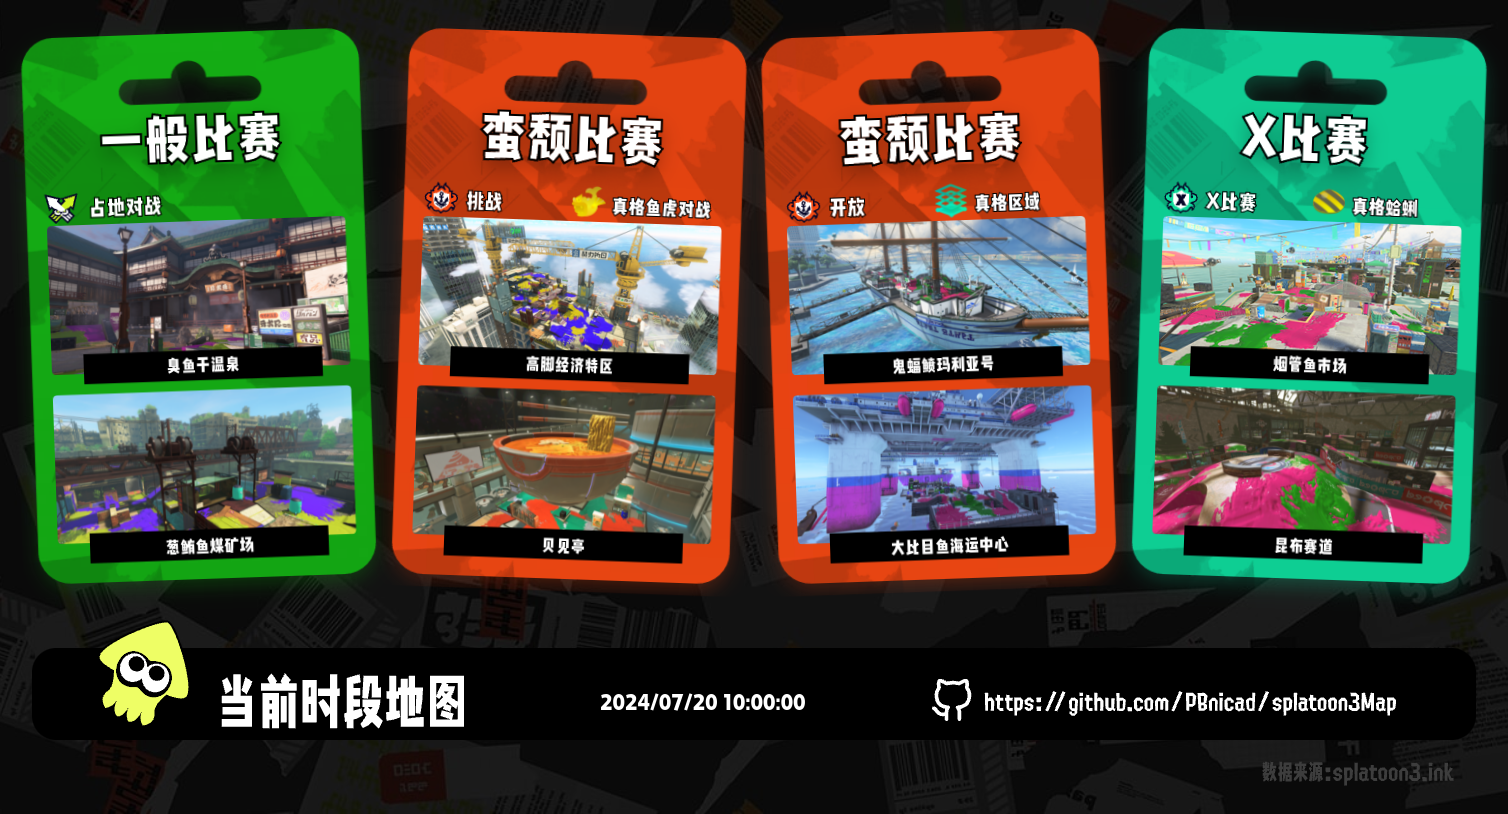 一般比赛
占地对战
臭鱼干温泉
葱鲔鱼煤矿场
蛮颓比赛
挑战
真格鱼虎对战
高脚经济特区
贝见亭
蛮颓比赛
开放
真格区域
鬼蝠鲼玛利亚号
大比目鱼海运中心
X比赛
X比赛
真格蛤蜊
烟管鱼市场
昆布赛道
当前时段地图
2024/07/20 10:00:00
https://github.com/PBnicad/splatoon3Map
数据来源:splatoon3.ink